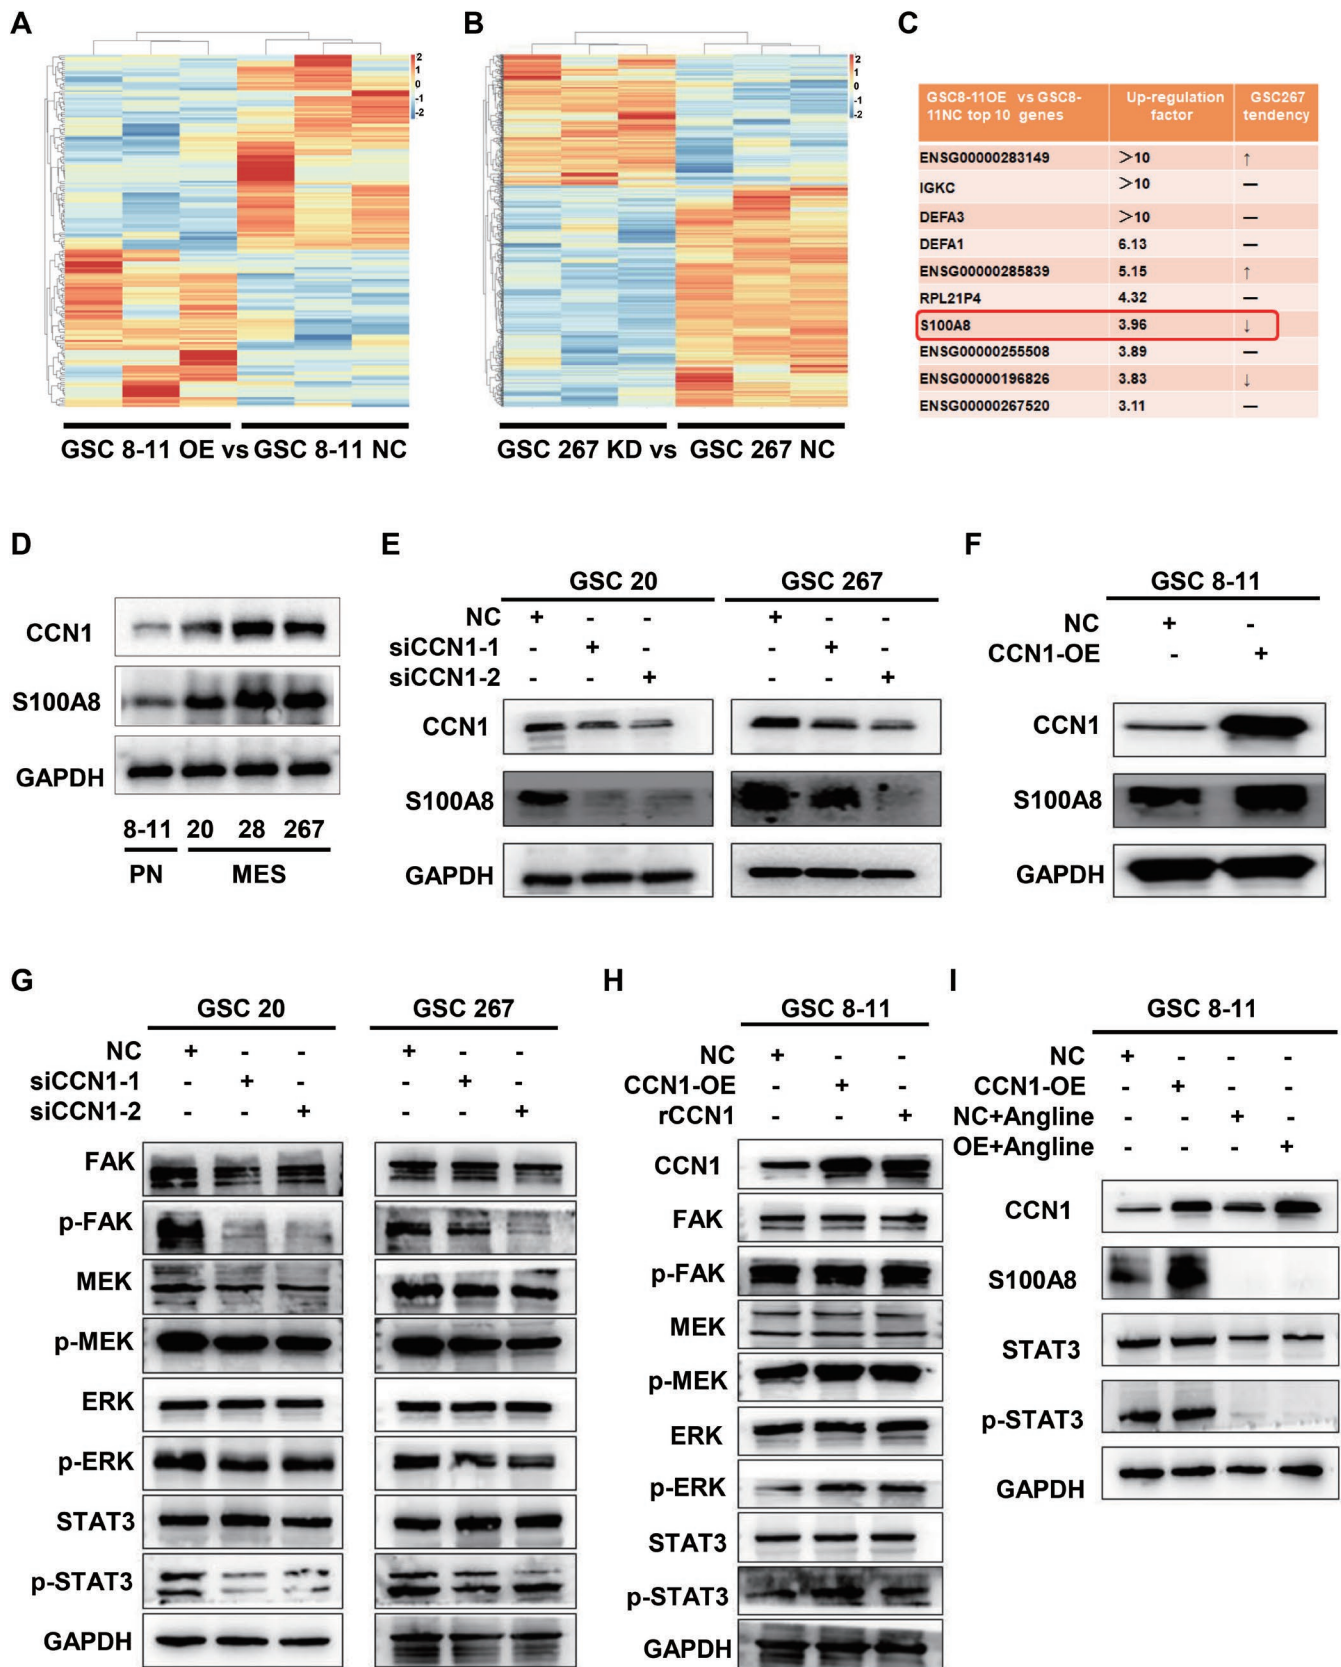 A
2
1
0
-1
-2
GSC 8-11 OE vs GSC 8-11 NC
B
2
1
0
-1
-2
GSC 267 KD vs GSC 267 NC
C
GSC8-11OE vs GSC8-11NC top 10 genes Up-regulation factor GSC267 tendency
ENSG00000283149 >10 ↑
IGKC >10 —
DEFA3 >10 —
DEFA1 6.13 —
ENSG00000285839 5.15 ↑
RPL21P4 4.32 —
S100A8 3.96 ↓
ENSG00000255508 3.89 —
ENSG00000196826 3.83 ↓
ENSG00000267520 3.11 —
D
CCN1
S100A8
GAPDH
8-11 20 28 267
PN MES
E
GSC 20 GSC 267
NC + - - + - -
siCCN1-1 - + - - + -
siCCN1-2 - - + - - +
CCN1
S100A8
GAPDH
F
GSC 8-11
NC + -
CCN1-OE - +
CCN1
S100A8
GAPDH
G
GSC 20 GSC 267
NC + - - + - -
siCCN1-1 - + - - + -
siCCN1-2 - - + - - +
FAK
p-FAK
MEK
p-MEK
ERK
p-ERK
STAT3
p-STAT3
GAPDH
H
GSC 8-11
NC + - -
CCN1-OE - + -
rCCN1 - - +
CCN1
FAK
p-FAK
MEK
p-MEK
ERK
p-ERK
STAT3
p-STAT3
GAPDH
I
GSC 8-11
NC + - - -
CCN1-OE - + - -
NC+Angline - - + -
OE+Angline - - - +
CCN1
S100A8
STAT3
p-STAT3
GAPDH